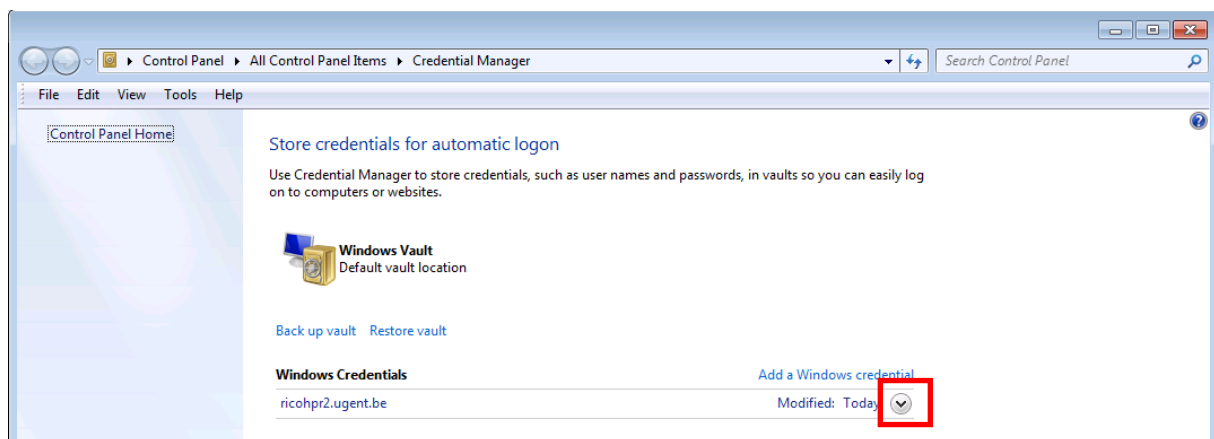 Control Panel All Control Panel Items Credential Manager Search Control Panel
File Edit View Tools Help
Control Panel Home
Store credentials for automatic logon
Use Credential Manager to store credentials, such as user names and passwords, in vaults so you can easily log
on to computers or websites.
Windows Vault
Default vault location
Back up vault Restore vault
Windows Credentials Add a Windows credential
ricohpr2.ugent.be Modified: Today